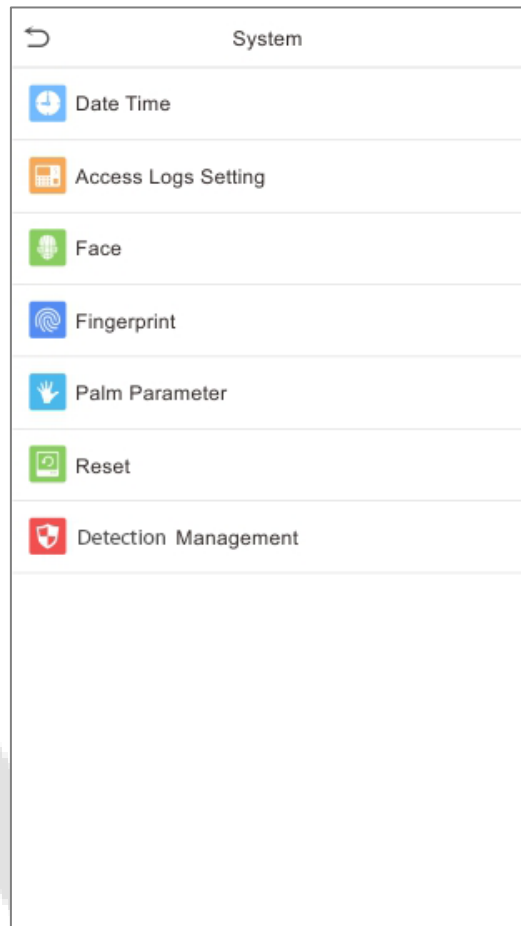 System
Date Time
Access Logs Setting
Face
Fingerprint
Palm Parameter
Reset
Detection Management